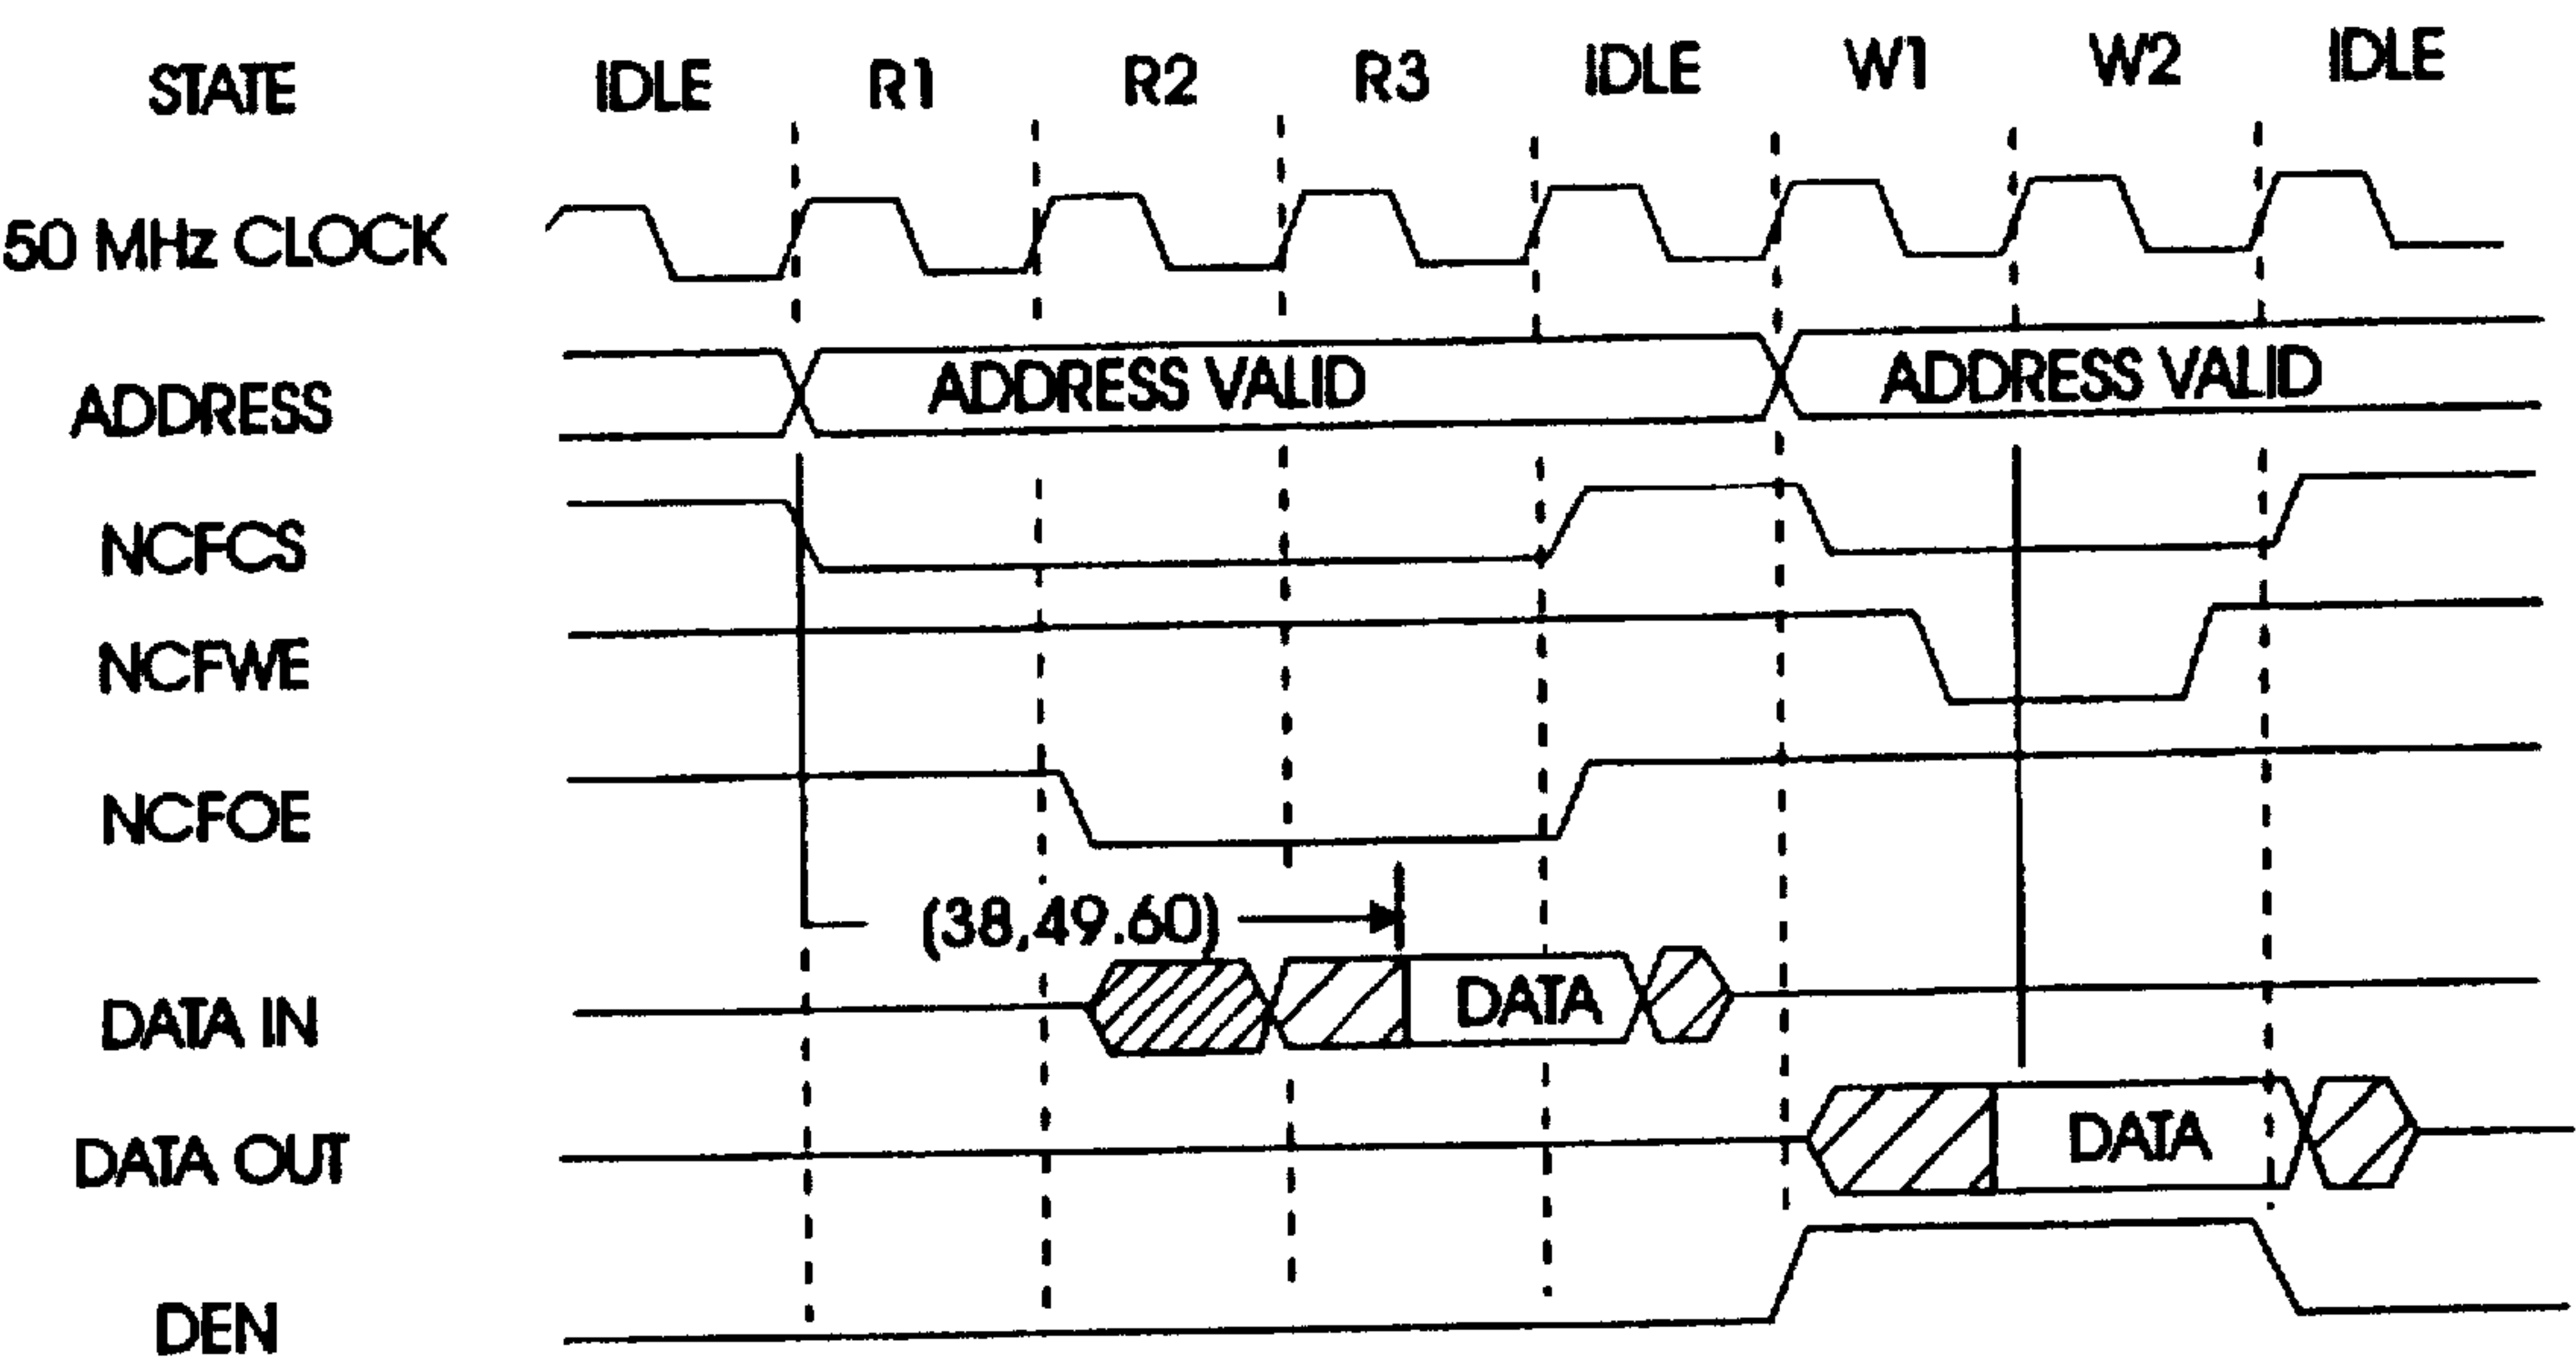 STATE IDLE R1 R2 R3 IDLE W1 W2 IDLE
50 MHz CLOCK
ADDRESS ADDRESS VALID ADDRESS VALID
NCFCS
NCFWE
NCFOE
(38,49.60)
DATA IN DATA
DATA OUT DATA
DEN